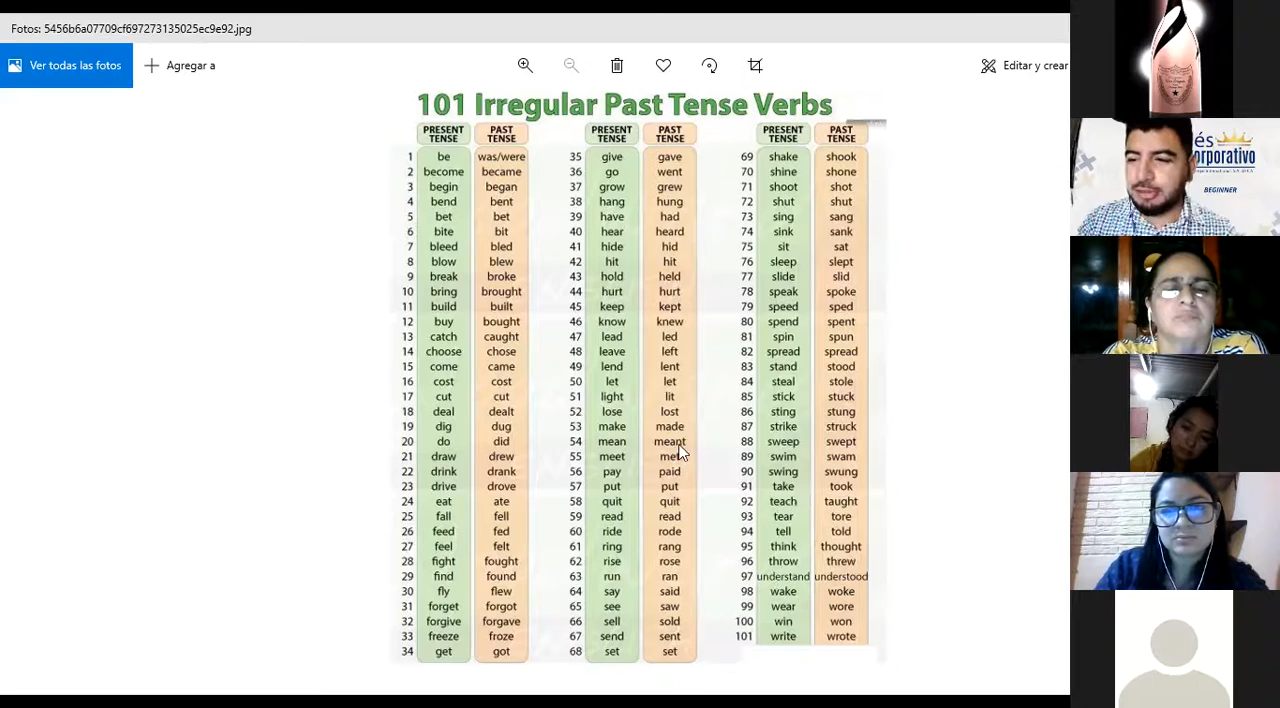 Fotos: 5456b6a07709cf697273135025ec9e92.jpg
Ver todas las fotos
Agregar a
Editar y crear
101 Irregular Past Tense Verbs
PRESENT TENSE PAST TENSE
1 be was/were
2 become became
3 begin began
4 bend bent
5 bet bet
6 bite bit
7 bleed bled
8 blow blew
9 break broke
10 bring brought
11 build built
12 buy bought
13 catch caught
14 choose chose
15 come came
16 cost cost
17 cut cut
18 deal dealt
19 dig dug
20 do did
21 draw drew
22 drink drank
23 drive drove
24 eat ate
25 fall fell
26 feed fed
27 feel felt
28 fight fought
29 find found
30 fly flew
31 forget forgot
32 forgive forgave
33 freeze froze
34 get got
PRESENT TENSE PAST TENSE
35 give gave
36 go went
37 grow grew
38 hang hung
39 have had
40 hear heard
41 hide hid
42 hit hit
43 hold held
44 hurt hurt
45 keep kept
46 know knew
47 lead led
48 leave left
49 lend lent
50 let let
51 light lit
52 lose lost
53 make made
54 mean meant
55 meet met
56 pay paid
57 put put
58 quit quit
59 read read
60 ride rode
61 ring rang
62 rise rose
63 run ran
64 say said
65 see saw
66 sell sold
67 send sent
68 set set
PRESENT TENSE PAST TENSE
69 shake shook
70 shine shone
71 shoot shot
72 shut shut
73 sing sang
74 sink sank
75 sit sat
76 sleep slept
77 slide slid
78 speak spoke
79 speed sped
80 spend spent
81 spin spun
82 spread spread
83 stand stood
84 steal stole
85 stick stuck
86 sting stung
87 strike struck
88 sweep swept
89 swim swam
90 swing swung
91 take took
92 teach taught
93 tear tore
94 tell told
95 think thought
96 throw threw
97 understand understood
98 wake woke
99 wear wore
100 win won
101 write wrote
és
orporativo
BEGINNER